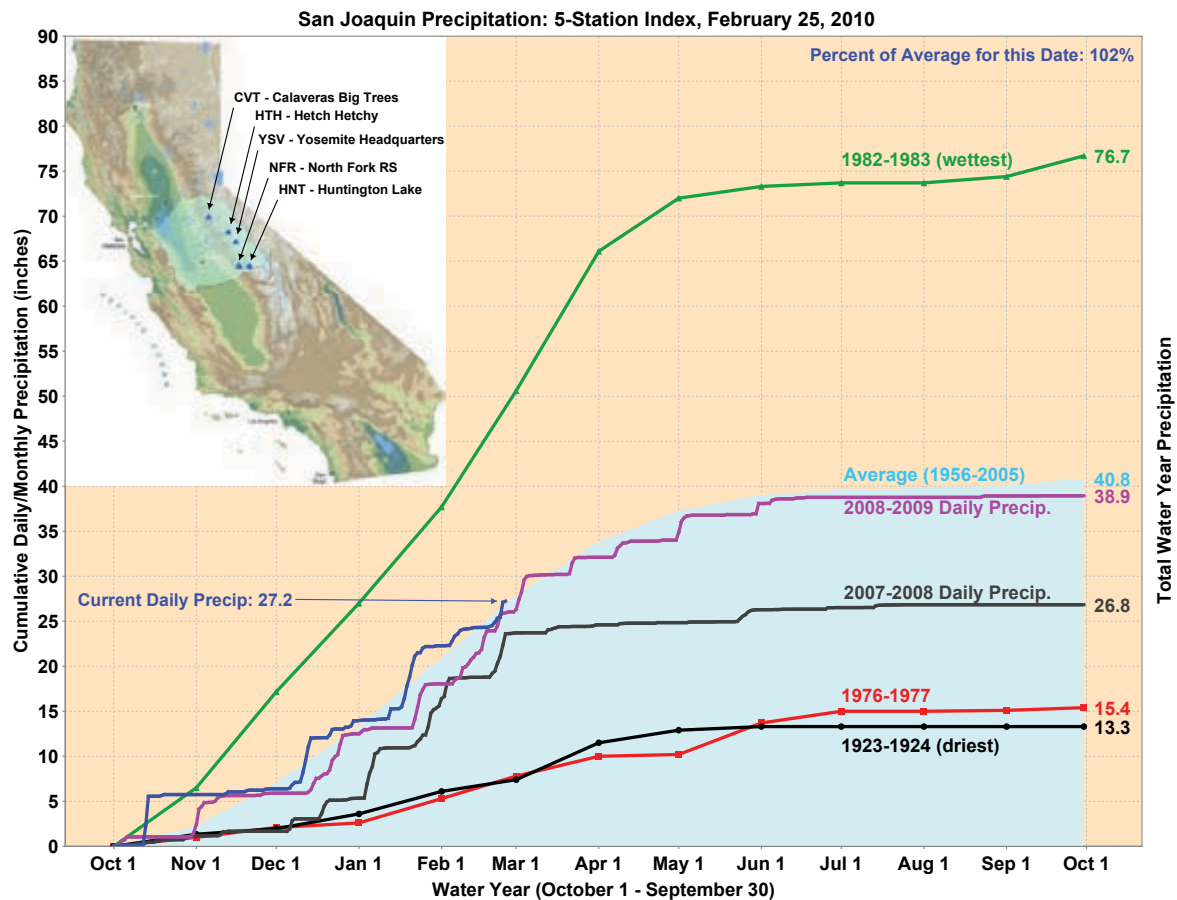 San Joaquin Precipitation: 5-Station Index, February 25, 2010
Percent of Average for this Date: 102%
CVT - Calaveras Big Trees
HTH - Hetch Hetchy
YSV - Yosemite Headquarters
NFR - North Fork RS
HNT - Huntington Lake
Los Angeles
Cumulative Daily/Monthly Precipitation (inches)
90
85
80
75
70
65
60
55
50
45
40
35
30
25
20
15
10
5
0
1982-1983 (wettest)
76.7
Average (1956-2005)
40.8
38.9
2008-2009 Daily Precip.
Current Daily Precip: 27.2
2007-2008 Daily Precip.
26.8
1976-1977
15.4
13.3
1923-1924 (driest)
Total Water Year Precipitation
Oct 1
Nov 1
Dec 1
Jan 1
Feb 1
Mar 1
Apr 1
May 1
Jun 1
Jul 1
Aug 1
Sep 1
Oct 1
Water Year (October 1 - September 30)